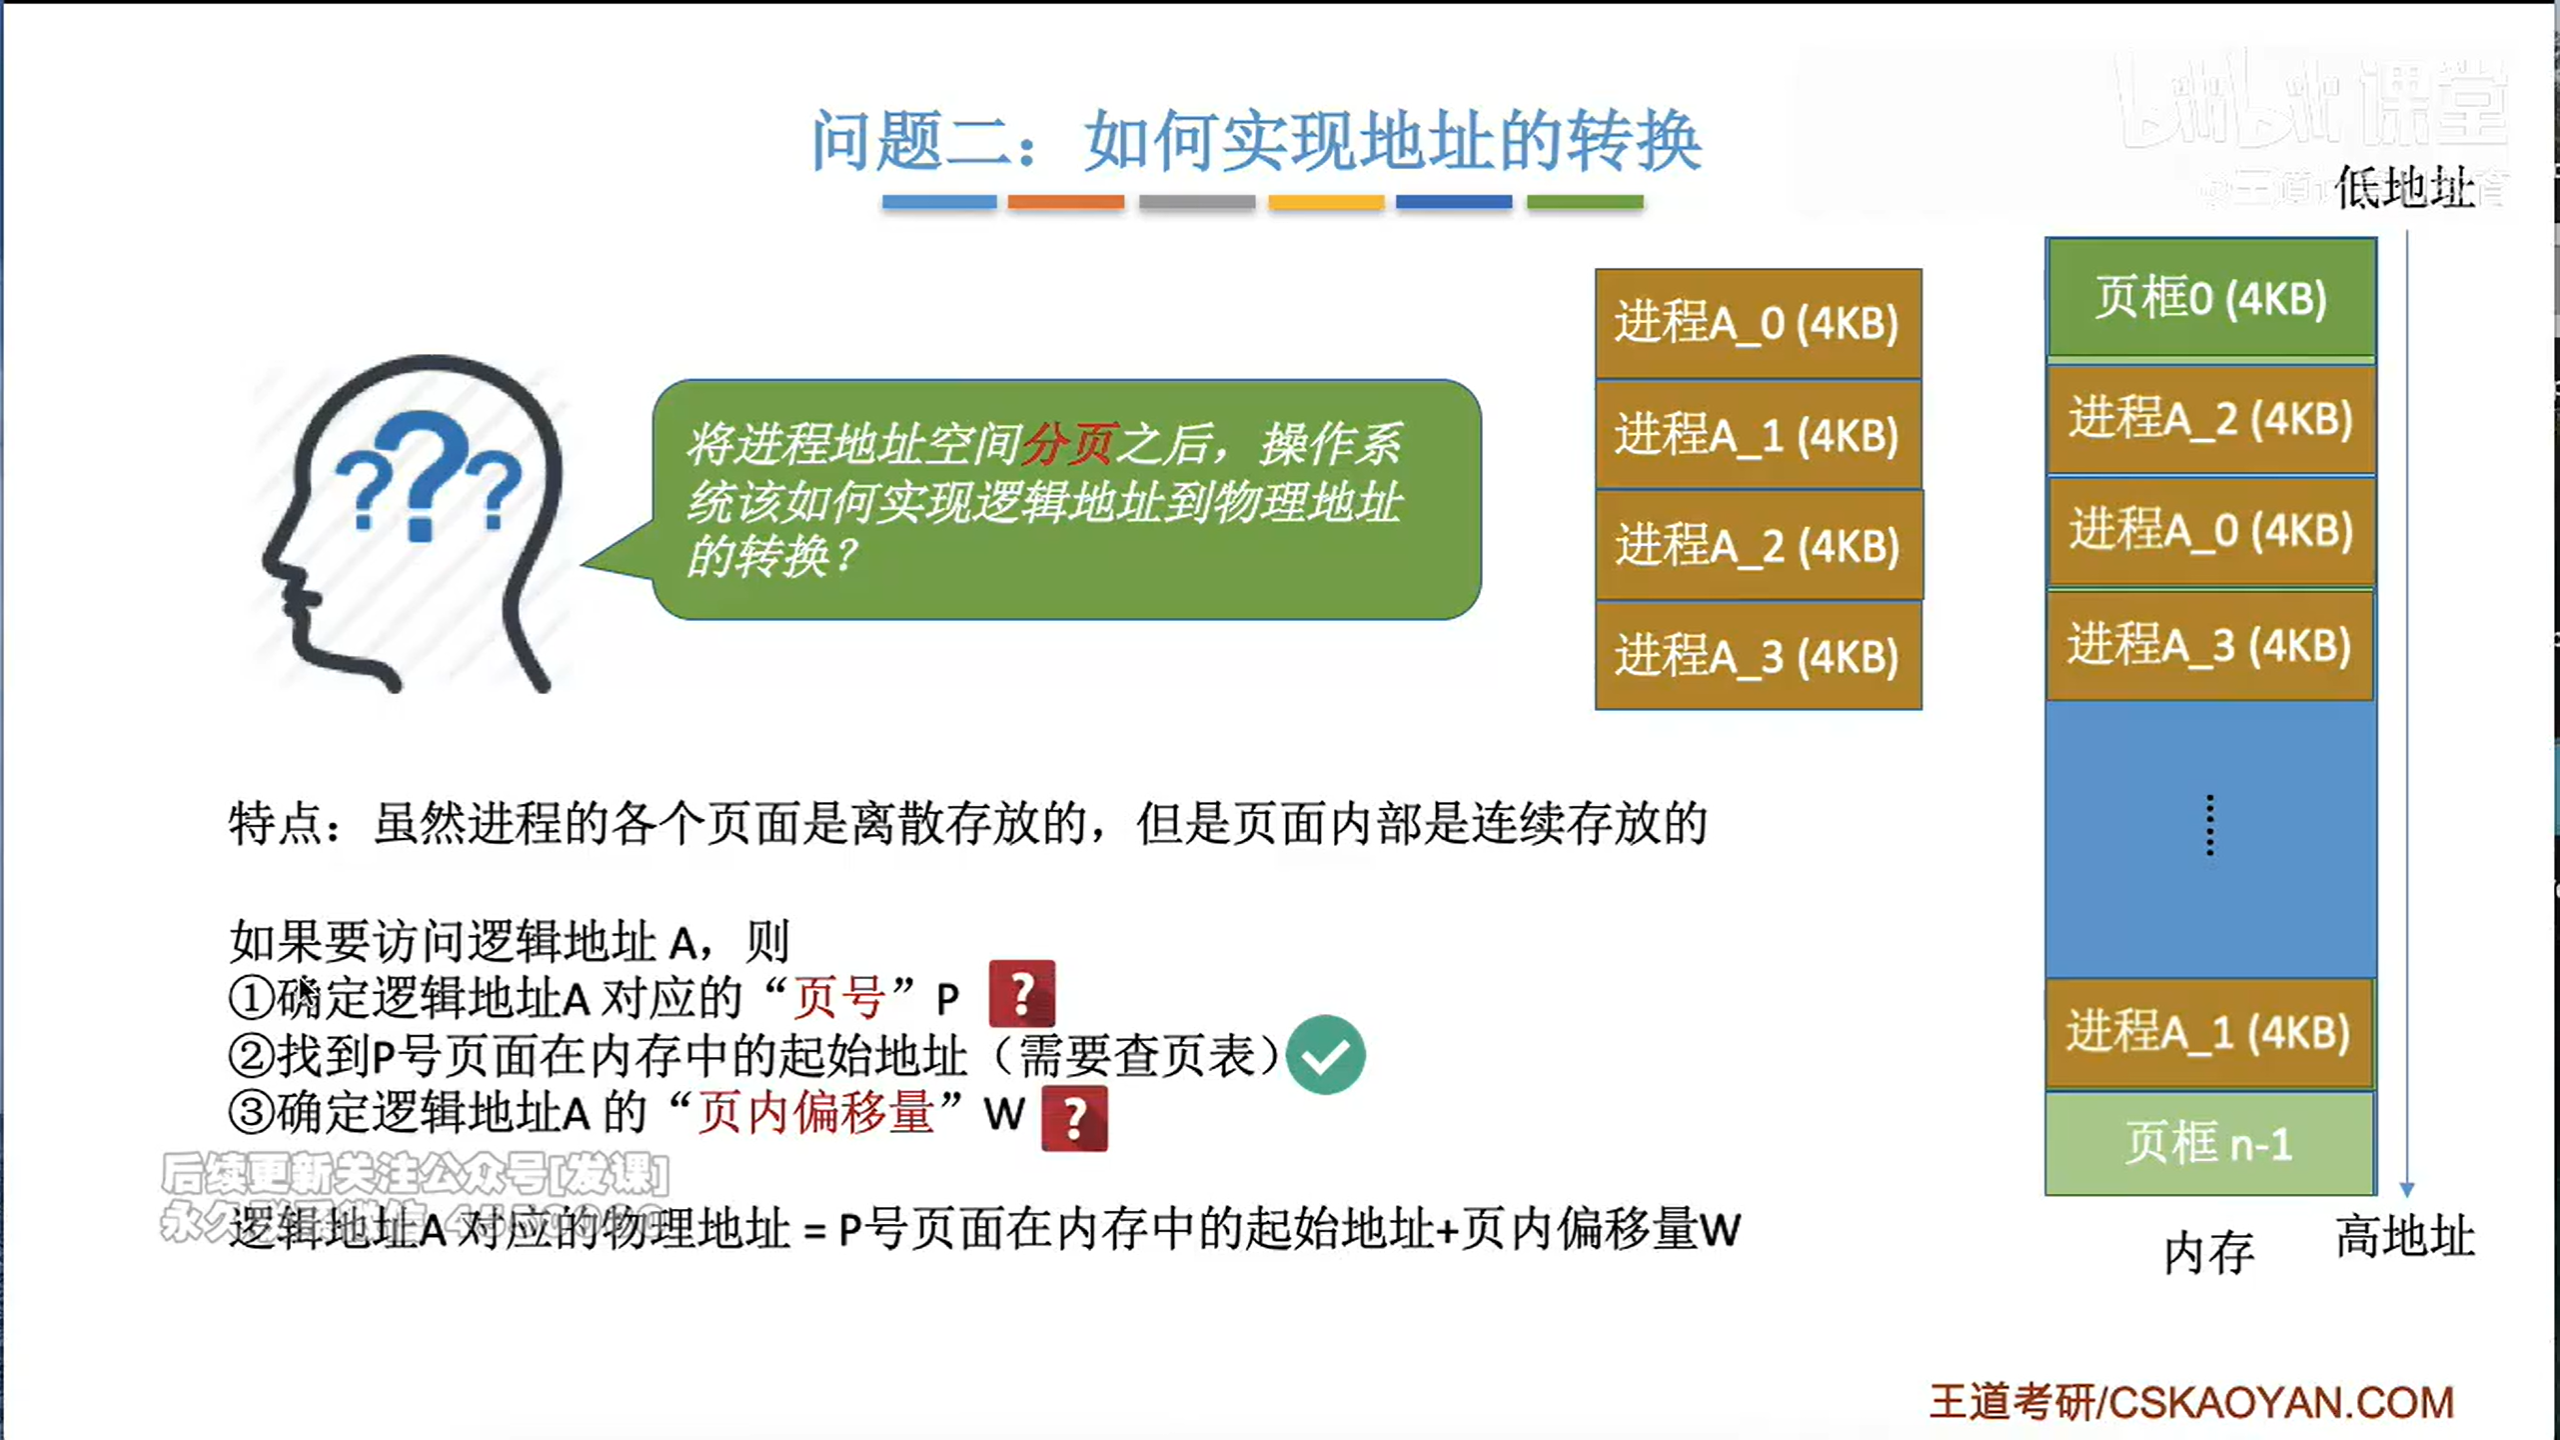 问题二：如何实现地址的转换
bilibili课堂
低地址
将进程地址空间分页之后，操作系
统该如何实现逻辑地址到物理地址
的转换？
???
进程A_0 (4KB)
进程A_1 (4KB)
进程A_2 (4KB)
进程A_3 (4KB)
页框0 (4KB)
进程A_2 (4KB)
进程A_0 (4KB)
进程A_3 (4KB)
……
进程A_1 (4KB)
页框 n-1
内存
高地址
特点：虽然进程的各个页面是离散存放的，但是页面内部是连续存放的
如果要访问逻辑地址 A，则
①确定逻辑地址A 对应的“页号”P ?
②找到P号页面在内存中的起始地址（需要查页表）
③确定逻辑地址A 的“页内偏移量”W ?
后续更新关注公众号[发课]
逻辑地址A 对应的物理地址 = P号页面在内存中的起始地址+页内偏移量W
王道考研/CSKAOYAN.COM